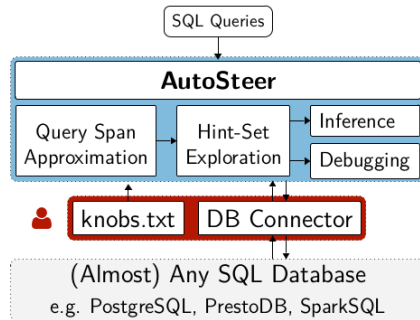 SQL Queries
AutoSteer
Query Span
Approximation
Hint-Set
Exploration
Inference
Debugging
knobs.txt
DB Connector
(Almost) Any SQL Database
e.g. PostgreSQL, PrestoDB, SparkSQL